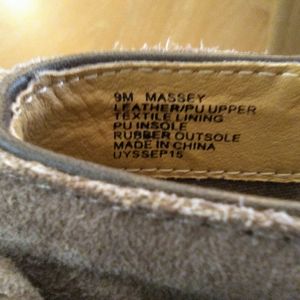 9M MASSEY
LEATHER/PU UPPER
TEXTILE LINING
PU INSOLE
RUBBER OUTSOLE
MADE IN CHINA
UYSSEP15